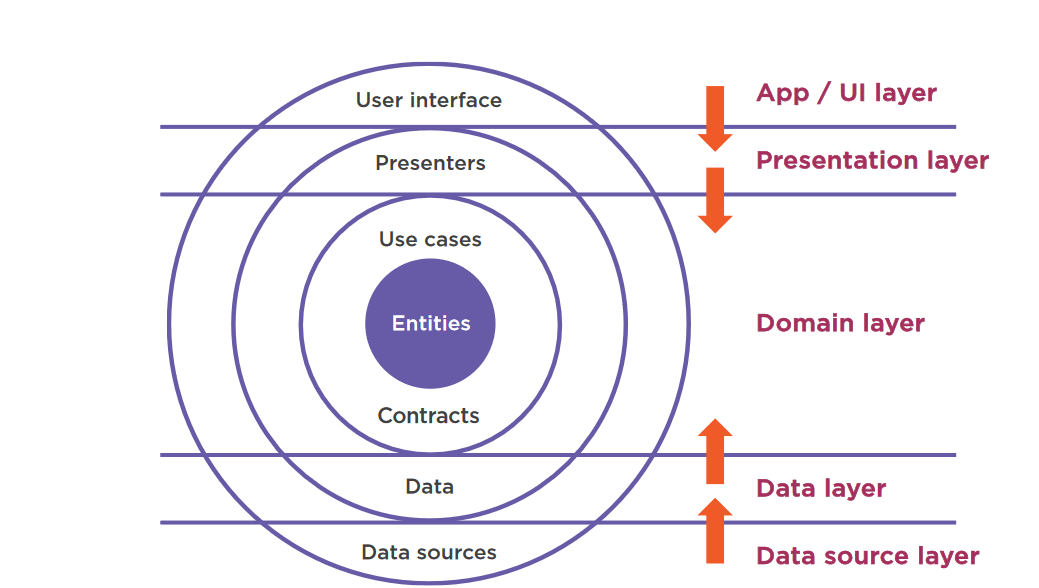 User interface
App / UI layer
Presenters
Presentation layer
Use cases
Entities
Domain layer
Contracts
Data
Data layer
Data sources
Data source layer